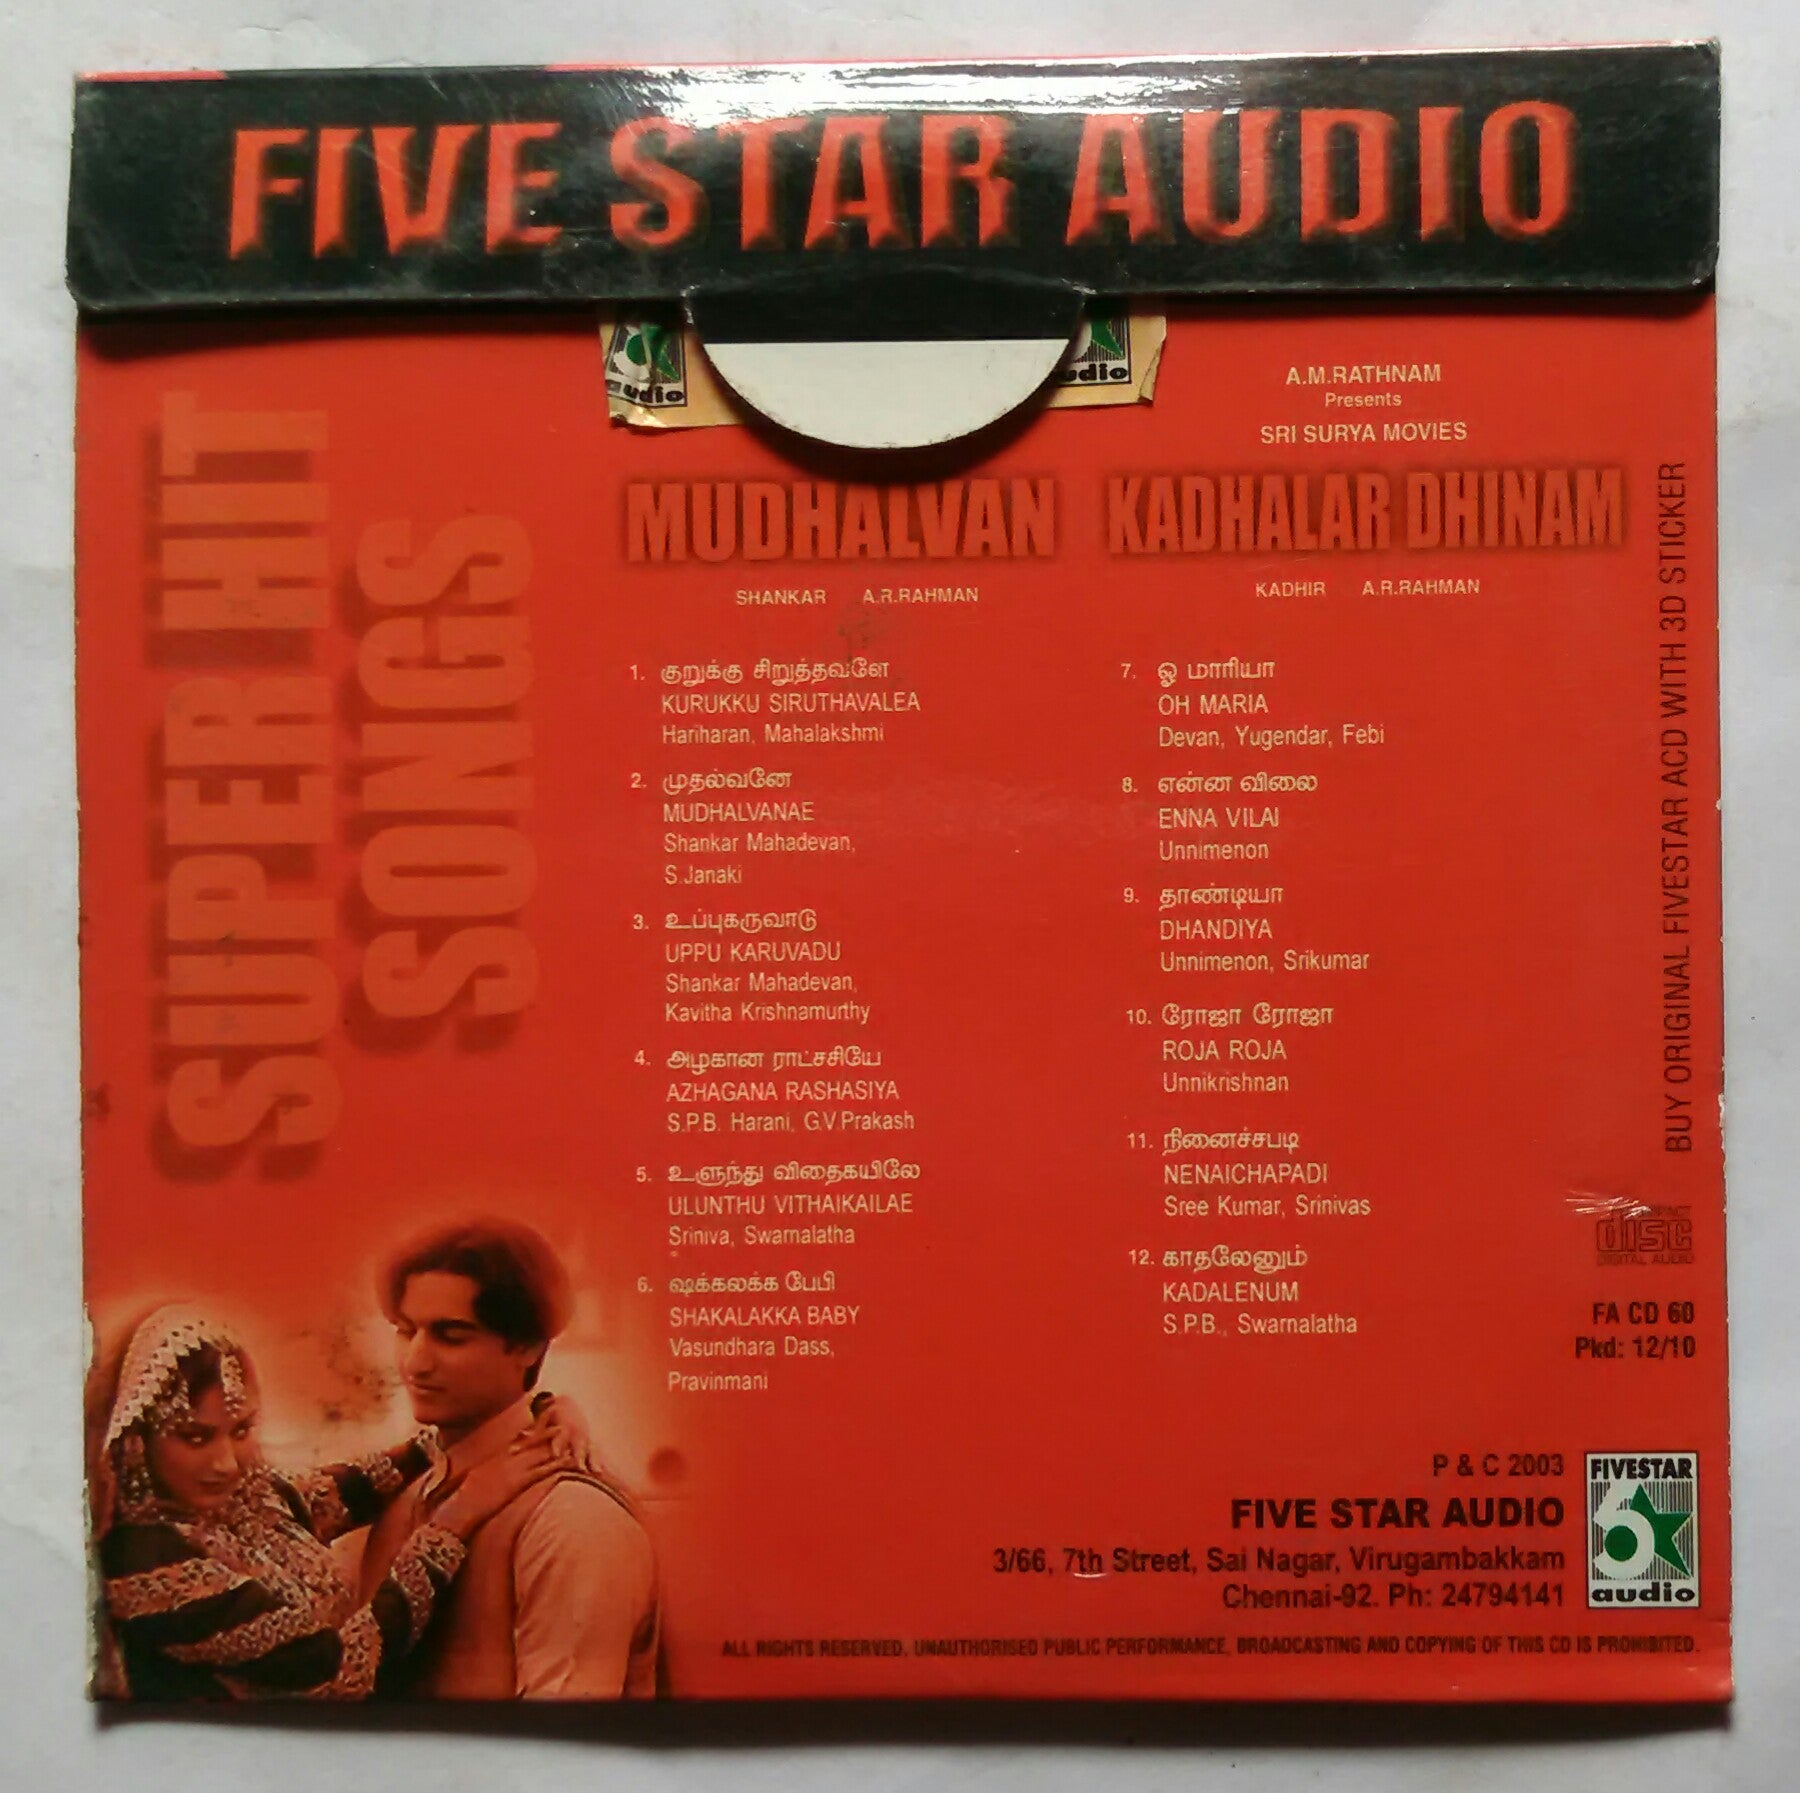 FIVE STAR AUDIO
audio
audio
SUPER HIT
SONGS
MUDHALVAN
SHANKAR A.R.RAHMAN
1. குறுக்கு சிறுத்தவளே
KURUKKU SIRUTHAVALEA
Hariharan, Mahalakshmi
2. முதல்வனே
MUDHALVANAE
Shankar Mahadevan,
S.Janaki
3. உப்புகருவாடு
UPPU KARUVADU
Shankar Mahadevan,
Kavitha Krishnamurthy
4. அழகான ராட்சசியே
AZHAGANA RASHASIYA
S.P.B. Harani, G.V.Prakash
5. உளுந்து விதைகயிலே
ULUNTHU VITHAIKAILAE
Sriniva, Swarnalatha
6. ஷக்கலக்க பேபி
SHAKALAKKA BABY
Vasundhara Dass,
Pravinmani
A.M.RATHNAM
Presents
SRI SURYA MOVIES
KADHALAR DHINAM
KADHIR A.R.RAHMAN
7. ஓ மாரியா
OH MARIA
Devan, Yugendar, Febi
8. என்ன விலை
ENNA VILAI
Unnimenon
9. தாண்டியா
DHANDIYA
Unnimenon, Srikumar
10. ரோஜா ரோஜா
ROJA ROJA
Unnikrishnan
11. நினைச்சபடி
NENAICHAPADI
Sree Kumar, Srinivas
12. காதலேனும்
KADALENUM
S.P.B., Swarnalatha
BUY ORIGINAL FIVESTAR ACD WITH 3D STICKER
disc
DIGITAL AUDIO
FA CD 60
Pkd: 12/10
P & C 2003
FIVE STAR AUDIO
3/66, 7th Street, Sai Nagar, Virugambakkam
Chennai-92. Ph: 24794141
FIVESTAR
5
audio
ALL RIGHTS RESERVED, UNAUTHORISED PUBLIC PERFORMANCE, BROADCASTING AND COPYING OF THIS CD IS PROHIBITED.